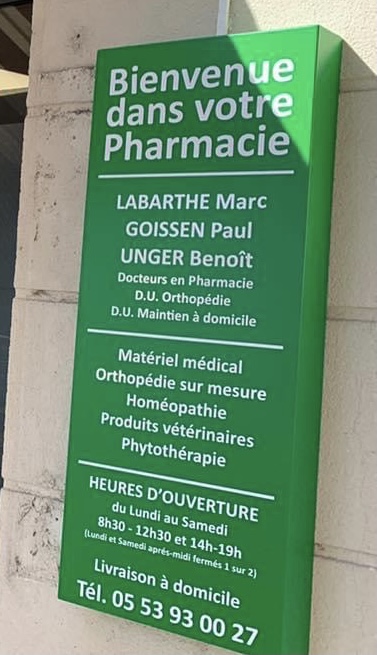 Bienvenue
dans votre
Pharmacie
LABARTHE Marc
GOISSEN Paul
UNGER Benoît
Docteurs en Pharmacie
D.U. Orthopédie
D.U. Maintien à domicile
Matériel médical
Orthopédie sur mesure
Homéopathie
Produits vétérinaires
Phytothérapie
HEURES D'OUVERTURE
du Lundi au Samedi
8h30 - 12h30 et 14h-19h
(Lundi et Samedi aprés-midi fermés 1 sur 2)
Livraison à domicile
Tél. 05 53 93 00 27